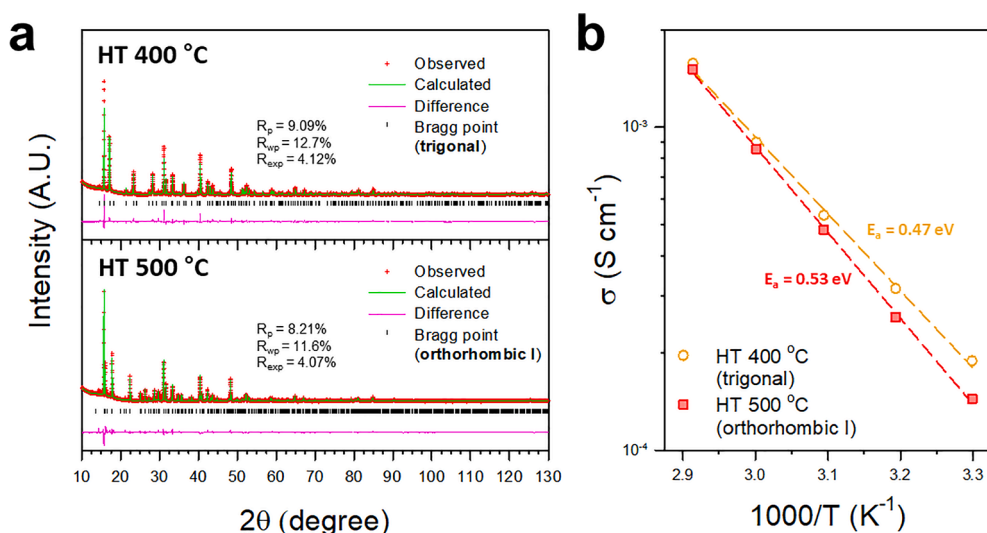 a
HT 400 °C
Observed
Calculated
Difference
Bragg point
(trigonal)
Rp = 9.09%
Rwp = 12.7%
Rexp = 4.12%
HT 500 °C
Observed
Calculated
Difference
Bragg point
(orthorhombic I)
Rp = 8.21%
Rwp = 11.6%
Rexp = 4.07%
Intensity (A.U.)
10 20 30 40 50 60 70 80 90 100 110 120 130
2θ (degree)
b
10-3
10-4
σ (S cm-1)
Ea = 0.47 eV
Ea = 0.53 eV
HT 400 °C
(trigonal)
HT 500 °C
(orthorhombic I)
2.9 3.0 3.1 3.2 3.3
1000/T (K-1)